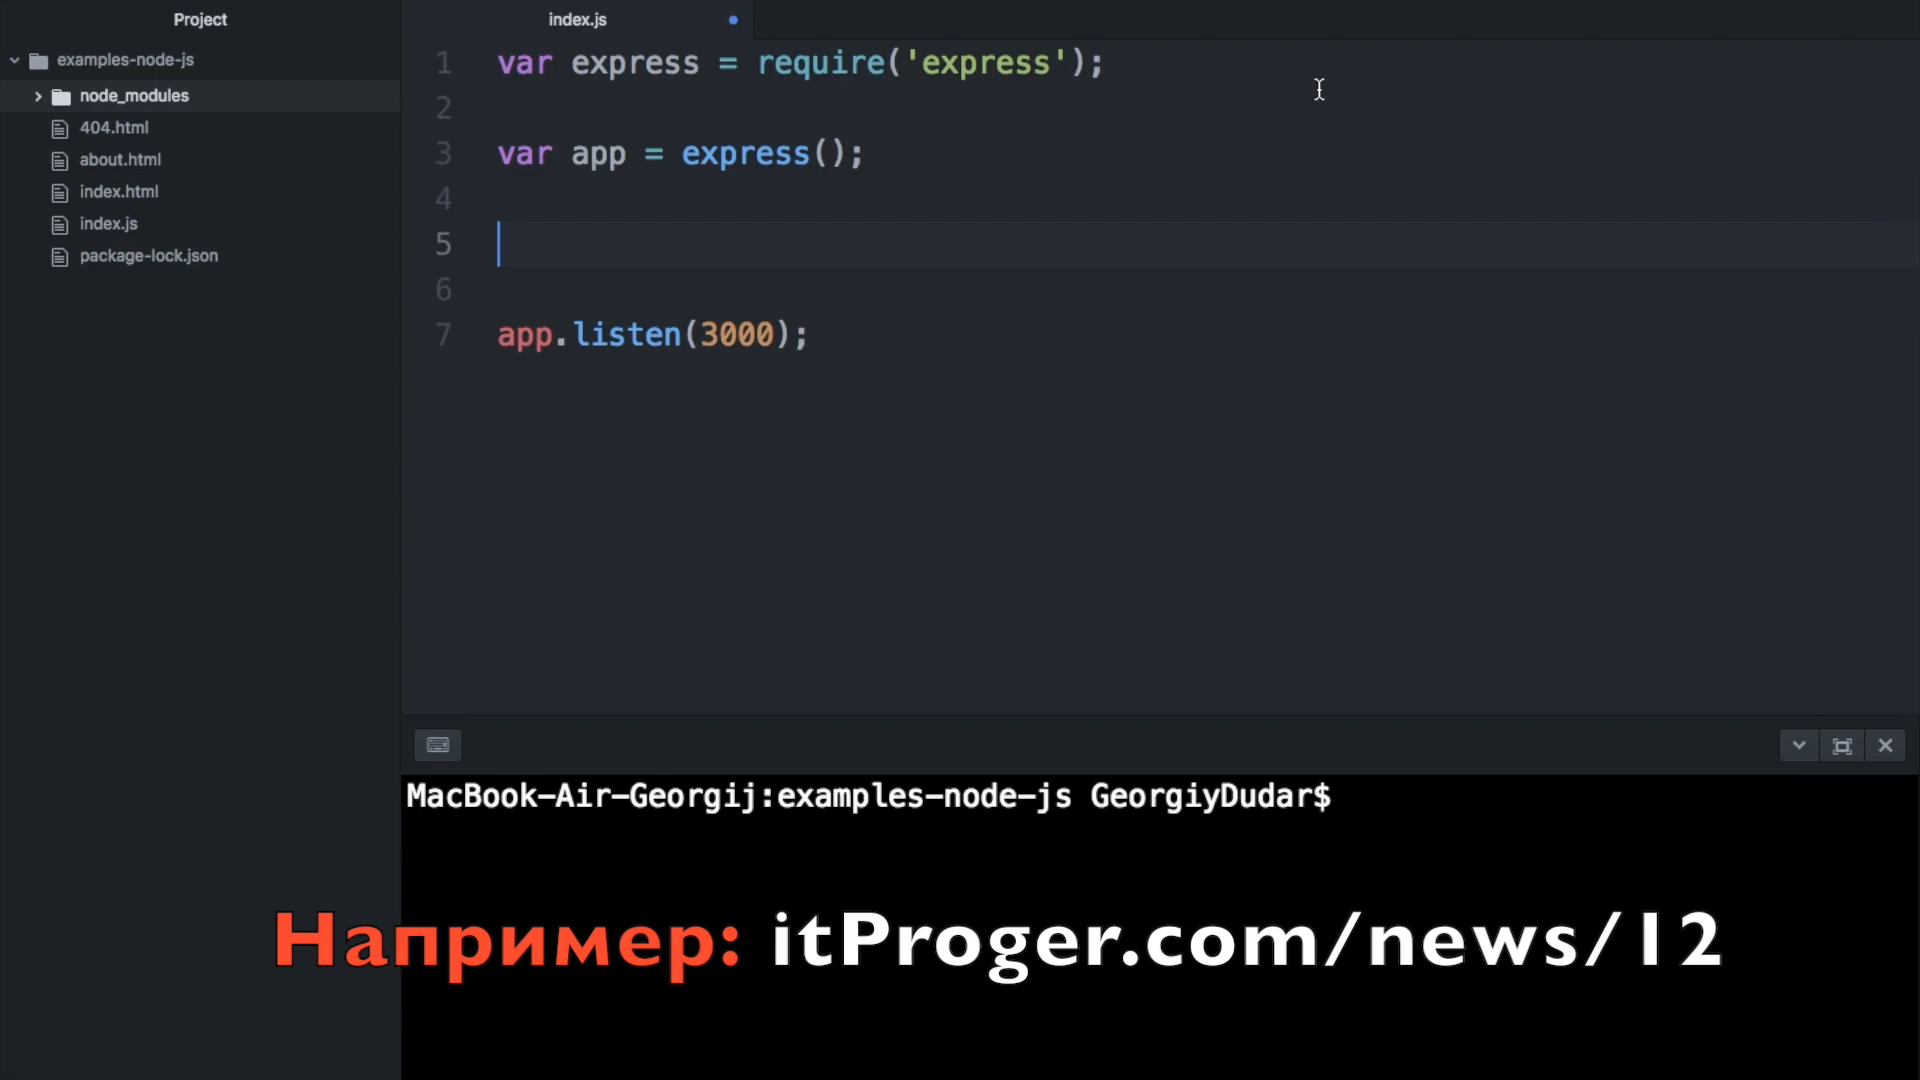 Project
examples-node-js
node_modules
404.html
about.html
index.html
index.js
package-lock.json
index.js
1 var express = require('express');
2
3 var app = express();
4
5
6
7 app.listen(3000);
MacBook-Air-Georgij:examples-node-js GeorgiyDudar$
Например: itProger.com/news/12